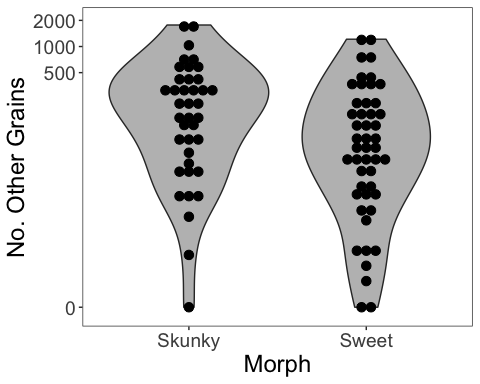 2000
1000
500
0
No. Other Grains
Skunky Sweet
Morph